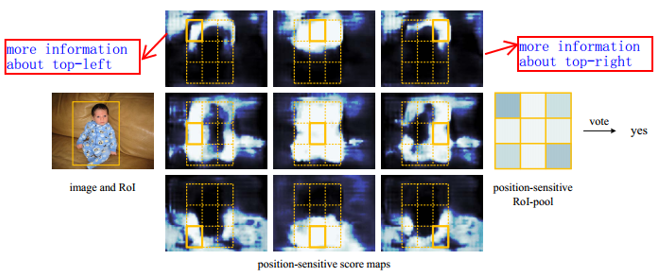 more information
about top-left
more information
about top-right
vote
yes
image and RoI
position-sensitive
RoI-pool
position-sensitive score maps